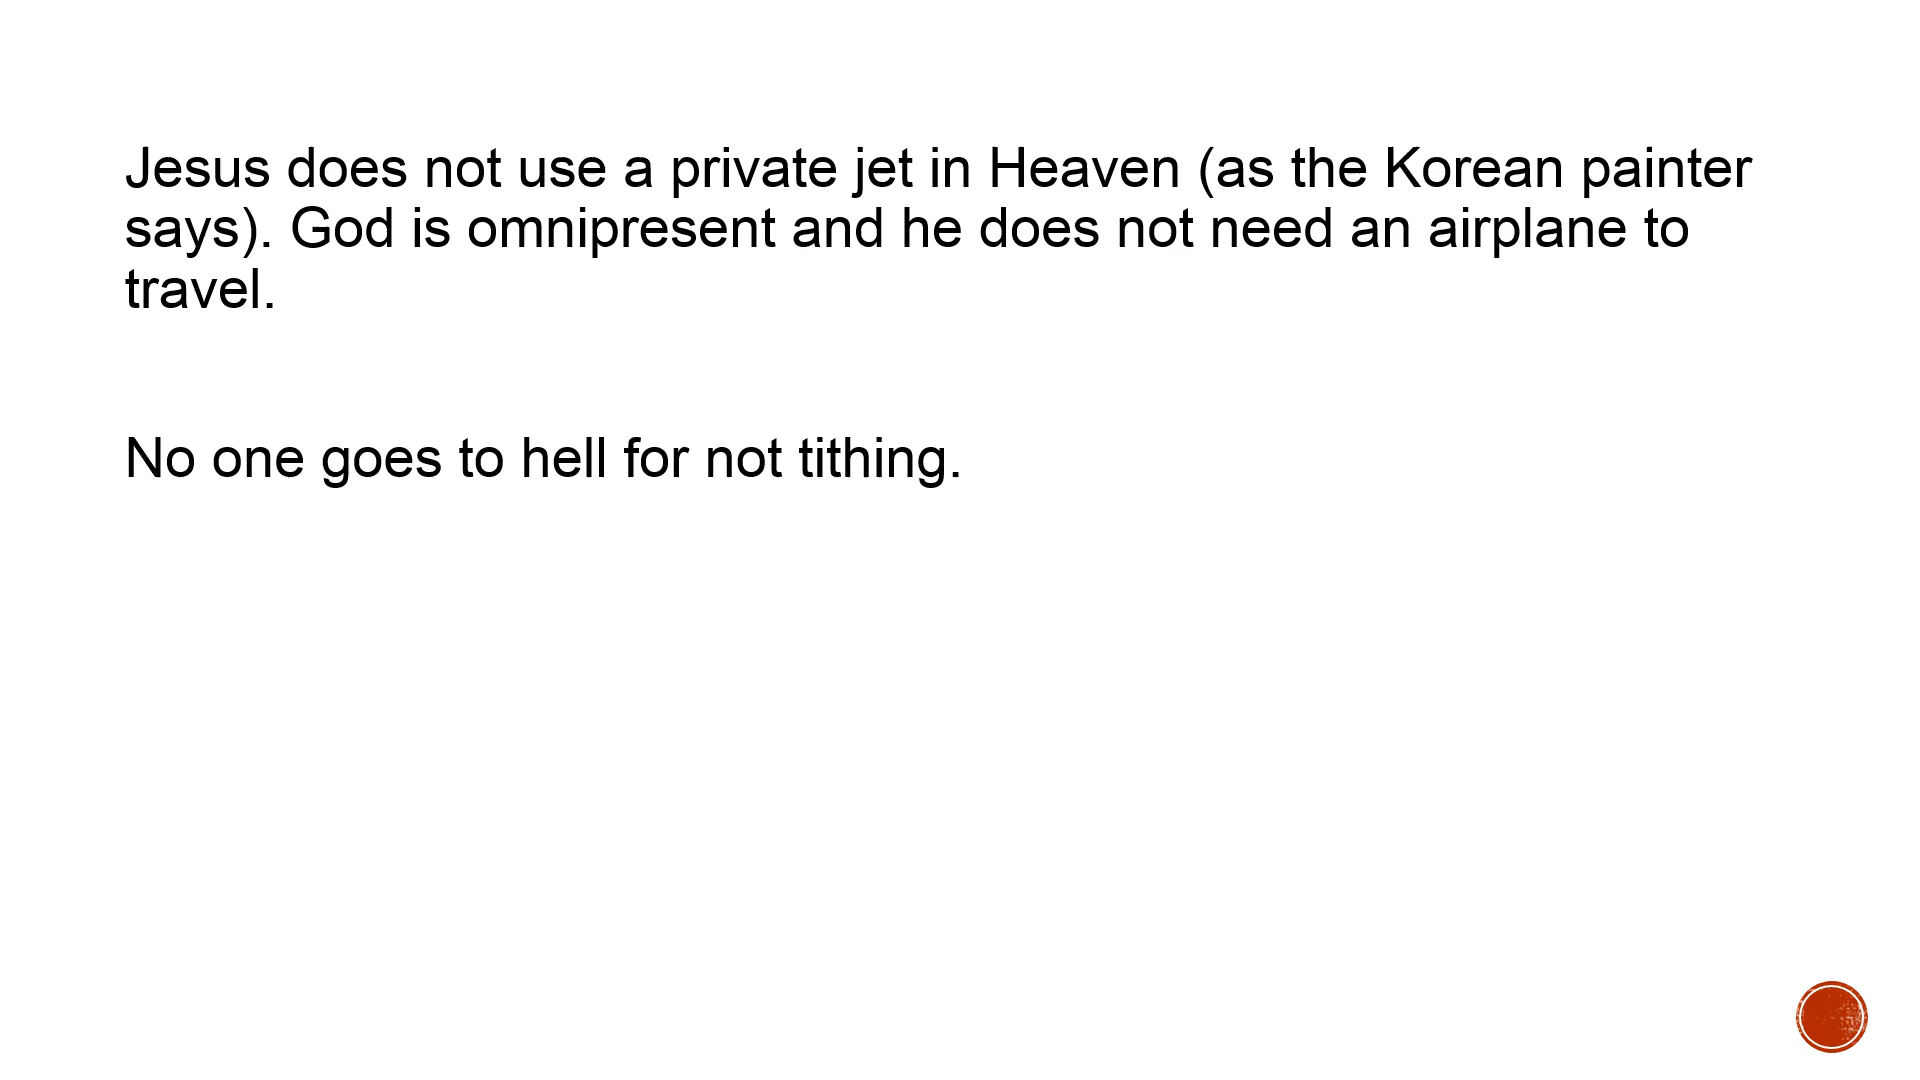 Jesus does not use a private jet in Heaven (as the Korean painter
says). God is omnipresent and he does not need an airplane to
travel.
No one goes to hell for not tithing.